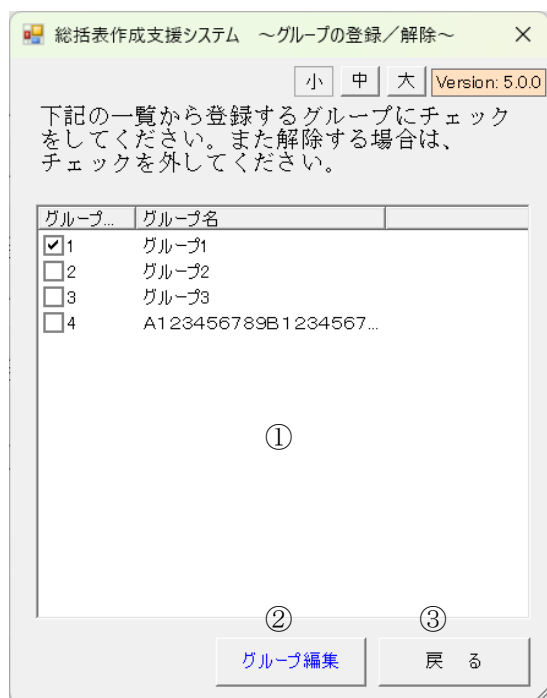 総括表作成支援システム　～グループの登録／解除～
小 中 大 Version: 5.0.0
下記の一覧から登録するグループにチェック
をしてください。また解除する場合は、
チェックを外してください。
グループ... グループ名
1 グループ1
2 グループ2
3 グループ3
4 A123456789B1234567...
①
② ③
グループ編集 戻　る